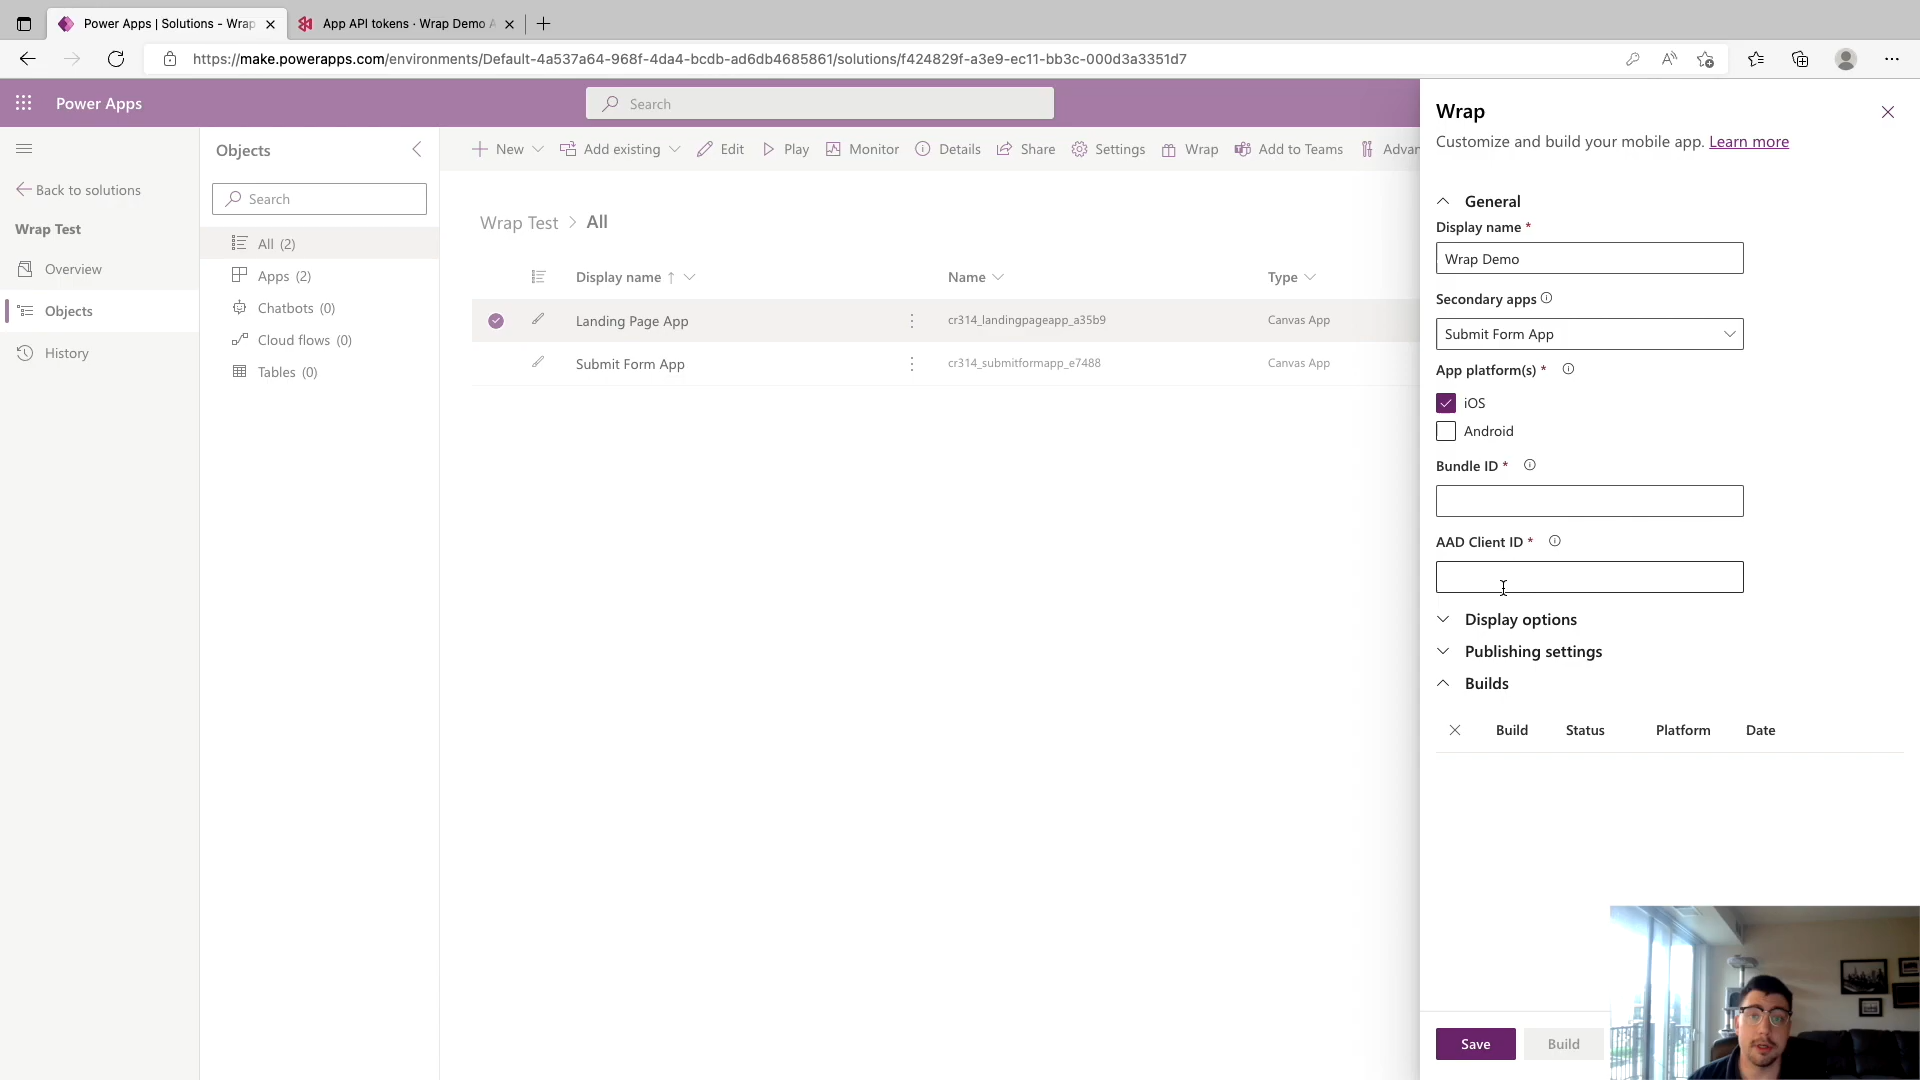 Power Apps | Solutions - Wrap
App API tokens · Wrap Demo A
https://make.powerapps.com/environments/Default-4a537a64-968f-4da4-bcdb-ad6db4685861/solutions/f424829f-a3e9-ec11-bb3c-000d3a3351d7
Power Apps
Search
Back to solutions
Wrap Test
Overview
Objects
History
Objects
Search
All (2)
Apps (2)
Chatbots (0)
Cloud flows (0)
Tables (0)
New Add existing Edit Play Monitor Details Share Settings Wrap Add to Teams Advan
Wrap Test > All
Display name ↑ Name Type
Landing Page App cr314_landingpageapp_a35b9 Canvas App
Submit Form App cr314_submitformapp_e7488 Canvas App
Wrap
Customize and build your mobile app. Learn more
General
Display name *
Wrap Demo
Secondary apps
Submit Form App
App platform(s) *
iOS
Android
Bundle ID *
AAD Client ID *
Display options
Publishing settings
Builds
Build Status Platform Date
Save Build